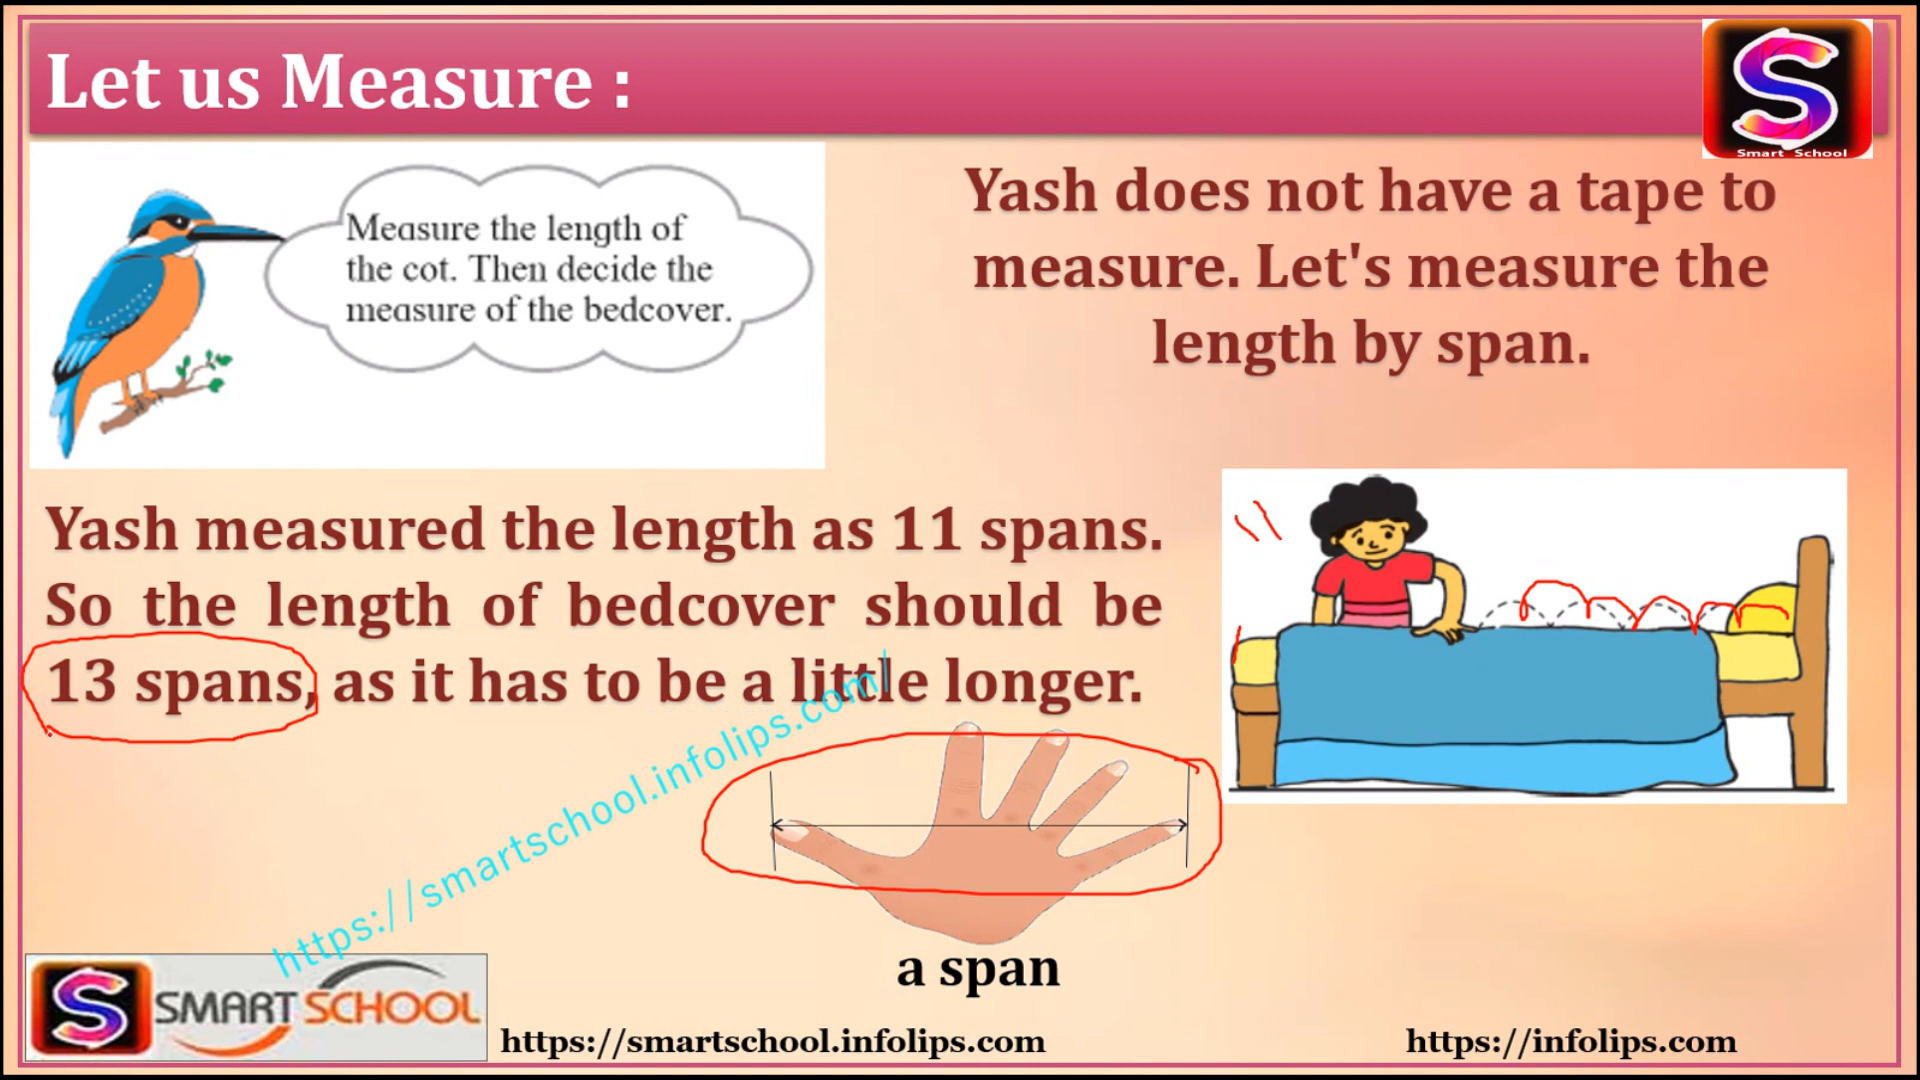 Let us Measure :
S
Smart School
Measure the length of
the cot. Then decide the
measure of the bedcover.
Yash does not have a tape to
measure. Let's measure the
length by span.
Yash measured the length as 11 spans.
So the length of bedcover should be
13 spans, as it has to be a little longer.
11
https://smartschool.infolips.com/
a span
S SMART SCHOOL
https://smartschool.infolips.com
https://infolips.com